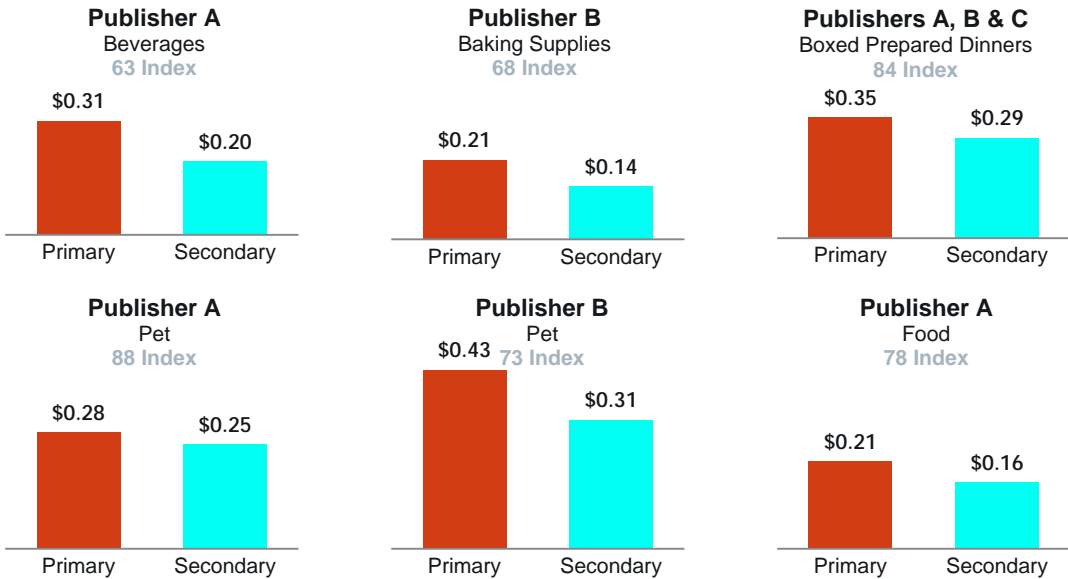 Publisher A
Beverages
63 Index
$0.31
$0.20
Primary
Secondary
Publisher B
Baking Supplies
68 Index
$0.21
$0.14
Primary
Secondary
Publishers A, B & C
Boxed Prepared Dinners
84 Index
$0.35
$0.29
Primary
Secondary
Publisher A
Pet
88 Index
$0.28
$0.25
Primary
Secondary
Publisher B
Pet
73 Index
$0.43
$0.31
Primary
Secondary
Publisher A
Food
78 Index
$0.21
$0.16
Primary
Secondary